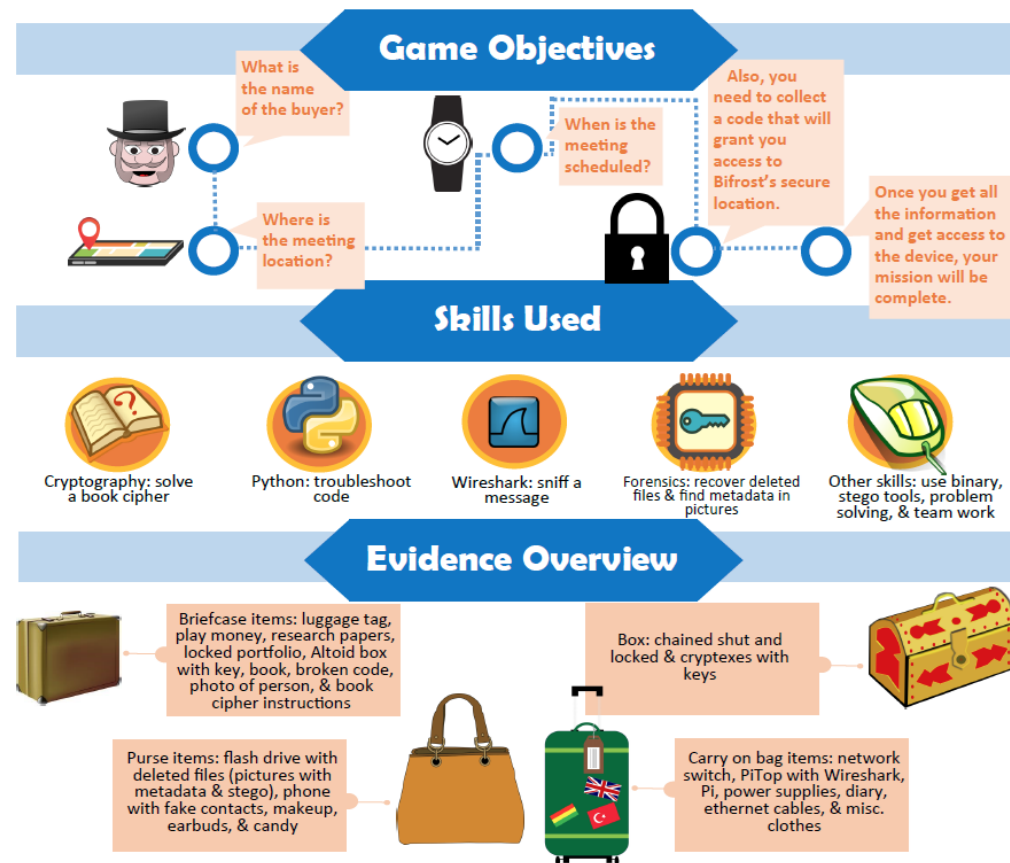 Game Objectives
What is
the name
of the buyer?
Where is
the meeting
location?
When is the
meeting
scheduled?
Also, you
need to collect
a code that will
grant you
access to
Bifrost's secure
location.
Once you get all
the information
and get access to
the device, your
mission will be
complete.
Skills Used
?
Cryptography: solve
a book cipher
Python: troubleshoot
code
Wireshark: sniff a
message
Forensics: recover deleted
files & find metadata in
pictures
Other skills: use binary,
stego tools, problem
solving, & team work
Evidence Overview
Briefcase items: luggage tag,
play money, research papers,
locked portfolio, Altoid box
with key, book, broken code,
photo of person, & book
cipher instructions
Box: chained shut and
locked & cryptexes with
keys
Purse items: flash drive with
deleted files (pictures with
metadata & stego), phone
with fake contacts, makeup,
earbuds, & candy
Carry on bag items: network
switch, PiTop with Wireshark,
Pi, power supplies, diary,
ethernet cables, & misc.
clothes